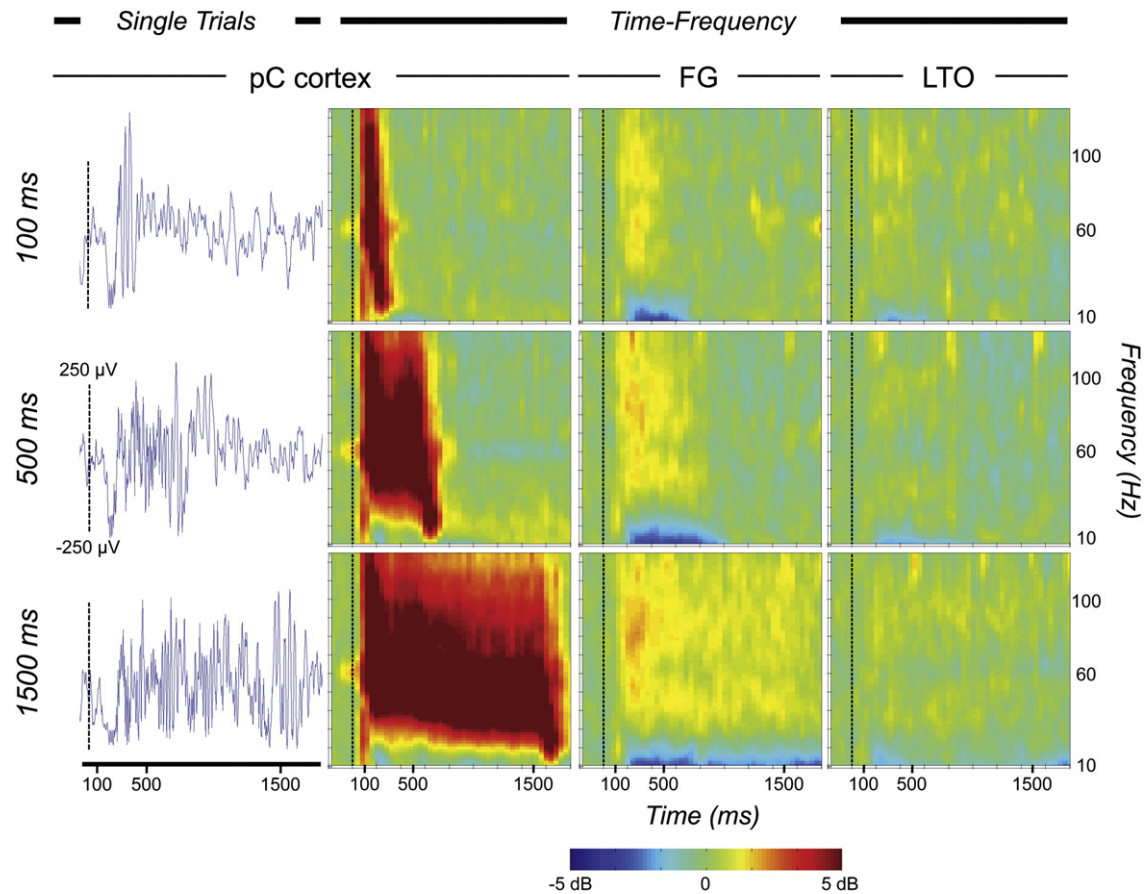 Single Trials Time-Frequency
pC cortex FG LTO
100 ms
100
60
10
500 ms
250 µV
-250 µV
100
60
10
Frequency (Hz)
1500 ms
100
60
10
100 500 1500 100 500 1500 100 500 1500 100 500 1500
Time (ms)
-5 dB 0 5 dB